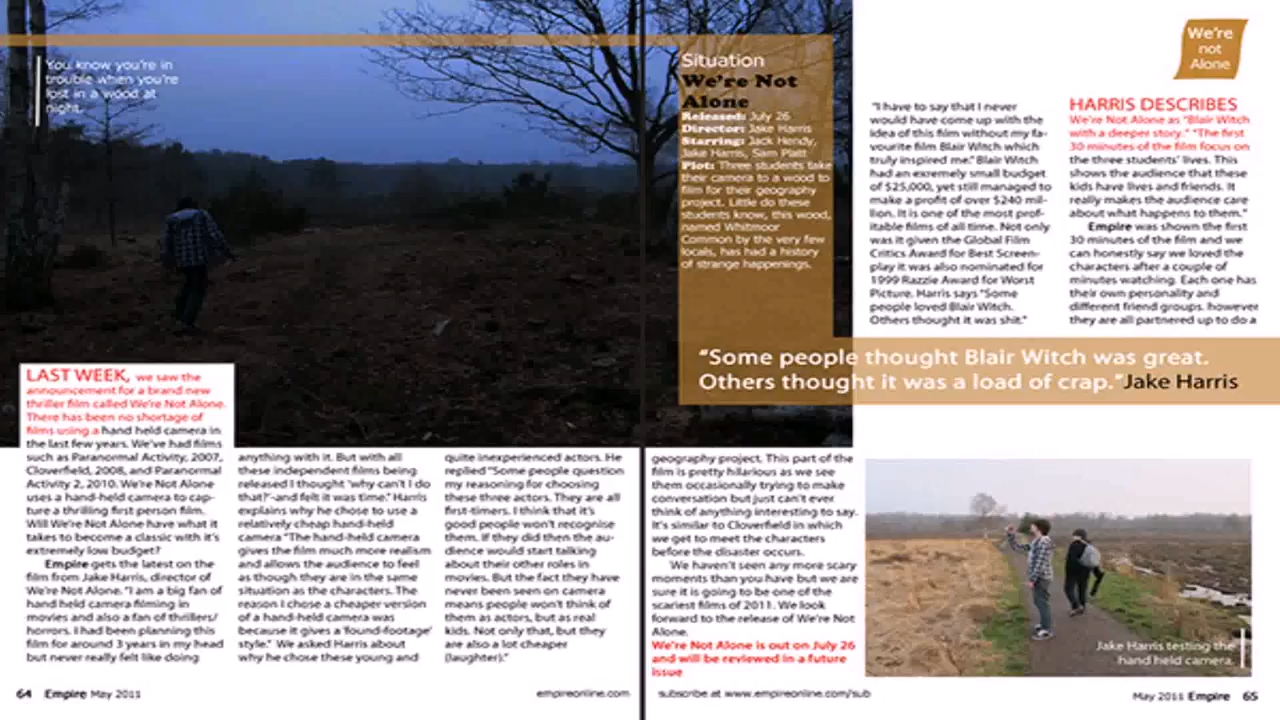 You know you're in
trouble when you're
lost in a wood at
night.
Situation
We're Not
Alone
Released: July 26
Director: Jake Harris
Starring: Jack Hendy,
Jake Harris, Sam Platt
Plot: Three students take
their camera to a wood to
film for their geography
project. Little do these
students know, this wood,
named Whitmoor
Common by the very few
locals, has had a history
of strange happenings.
We're
not
Alone
LAST WEEK, we saw the
announcement for a brand new
thriller film called We're Not Alone.
There has been no shortage of
films using a hand held camera in
the last few years. We've had films
such as Paranormal Activity, 2007,
Cloverfield, 2008, and Paranormal
Activity 2, 2010. We're Not Alone
uses a hand-held camera to cap-
ture a thrilling first person film.
Will We're Not Alone have what it
takes to become a classic with it's
extremely low budget?
Empire gets the latest on the
film from Jake Harris, director of
We're Not Alone. "I am a big fan of
hand held camera filming in
movies and also a fan of thrillers/
horrors. I had been planning this
film for around 3 years in my head
but never really felt like doing
anything with it. But with all
these independent films being
released I thought 'why can't I do
that?'-and felt it was time." Harris
explains why he chose to use a
relatively cheap hand-held
camera "The hand-held camera
gives the film much more realism
and allows the audience to feel
as though they are in the same
situation as the characters. The
reason I chose a cheaper version
of a hand-held camera was
because it gives a 'found-footage'
style." We asked Harris about
why he chose these young and
quite inexperienced actors. He
replied "Some people question
my reasoning for choosing
these three actors. They are all
first-timers. I think that it's
good people won't recognise
them. If they did then the au-
dience would start talking
about their other roles in
movies. But the fact they have
never been seen on camera
means people won't think of
them as actors, but as real
kids. Not only that, but they
are also a lot cheaper
(laughter)."
"I have to say that I never
would have come up with the
idea of this film without my fa-
vourite film Blair Witch which
truly inspired me." Blair Witch
had an extremely small budget
of $25,000, yet still managed to
make a profit of over $240 mil-
lion. It is one of the most prof-
itable films of all time. Not only
was it given the Global Film
Critics Award for Best Screen-
play it was also nominated for
1999 Razzie Award for Worst
Picture. Harris says "Some
people loved Blair Witch.
Others thought it was shit."
HARRIS DESCRIBES
We're Not Alone as "Blair Witch
with a deeper story." "The first
30 minutes of the film focus on
the three students' lives. This
shows the audience that these
kids have lives and friends. It
really makes the audience care
about what happens to them."
Empire was shown the first
30 minutes of the film and we
can honestly say we loved the
characters after a couple of
minutes watching. Each one has
their own personality and
different friend groups. however
they are all partnered up to do a
"Some people thought Blair Witch was great.
Others thought it was a load of crap." Jake Harris
geography project. This part of the
film is pretty hilarious as we see
them occasionally trying to make
conversation but just can't ever
think of anything interesting to say.
It's similar to Cloverfield in which
we get to meet the characters
before the disaster occurs.
We haven't seen any more scary
moments than you have but we are
sure it is going to be one of the
scariest films of 2011. We look
forward to the release of We're Not
Alone.
We're Not Alone is out on July 26
and will be reviewed in a future
issue
Jake Harris testing the
hand held camera.
64 Empire May 2011
empireonline.com
subscribe at www.empireonline.com/sub
May 2011 Empire 65